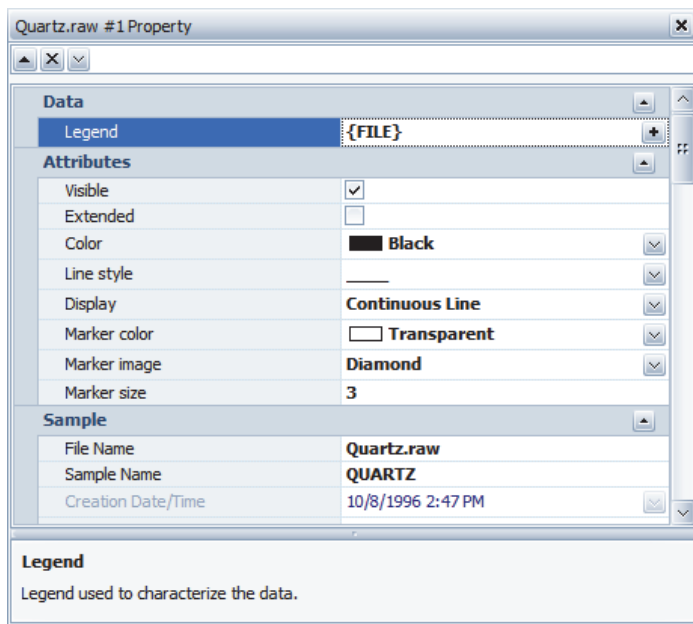 Quartz.raw #1 Property
Data
Legend {FILE}
Attributes
Visible
Extended
Color Black
Line style
Display Continuous Line
Marker color Transparent
Marker image Diamond
Marker size 3
Sample
File Name Quartz.raw
Sample Name QUARTZ
Creation Date/Time 10/8/1996 2:47 PM
Legend
Legend used to characterize the data.